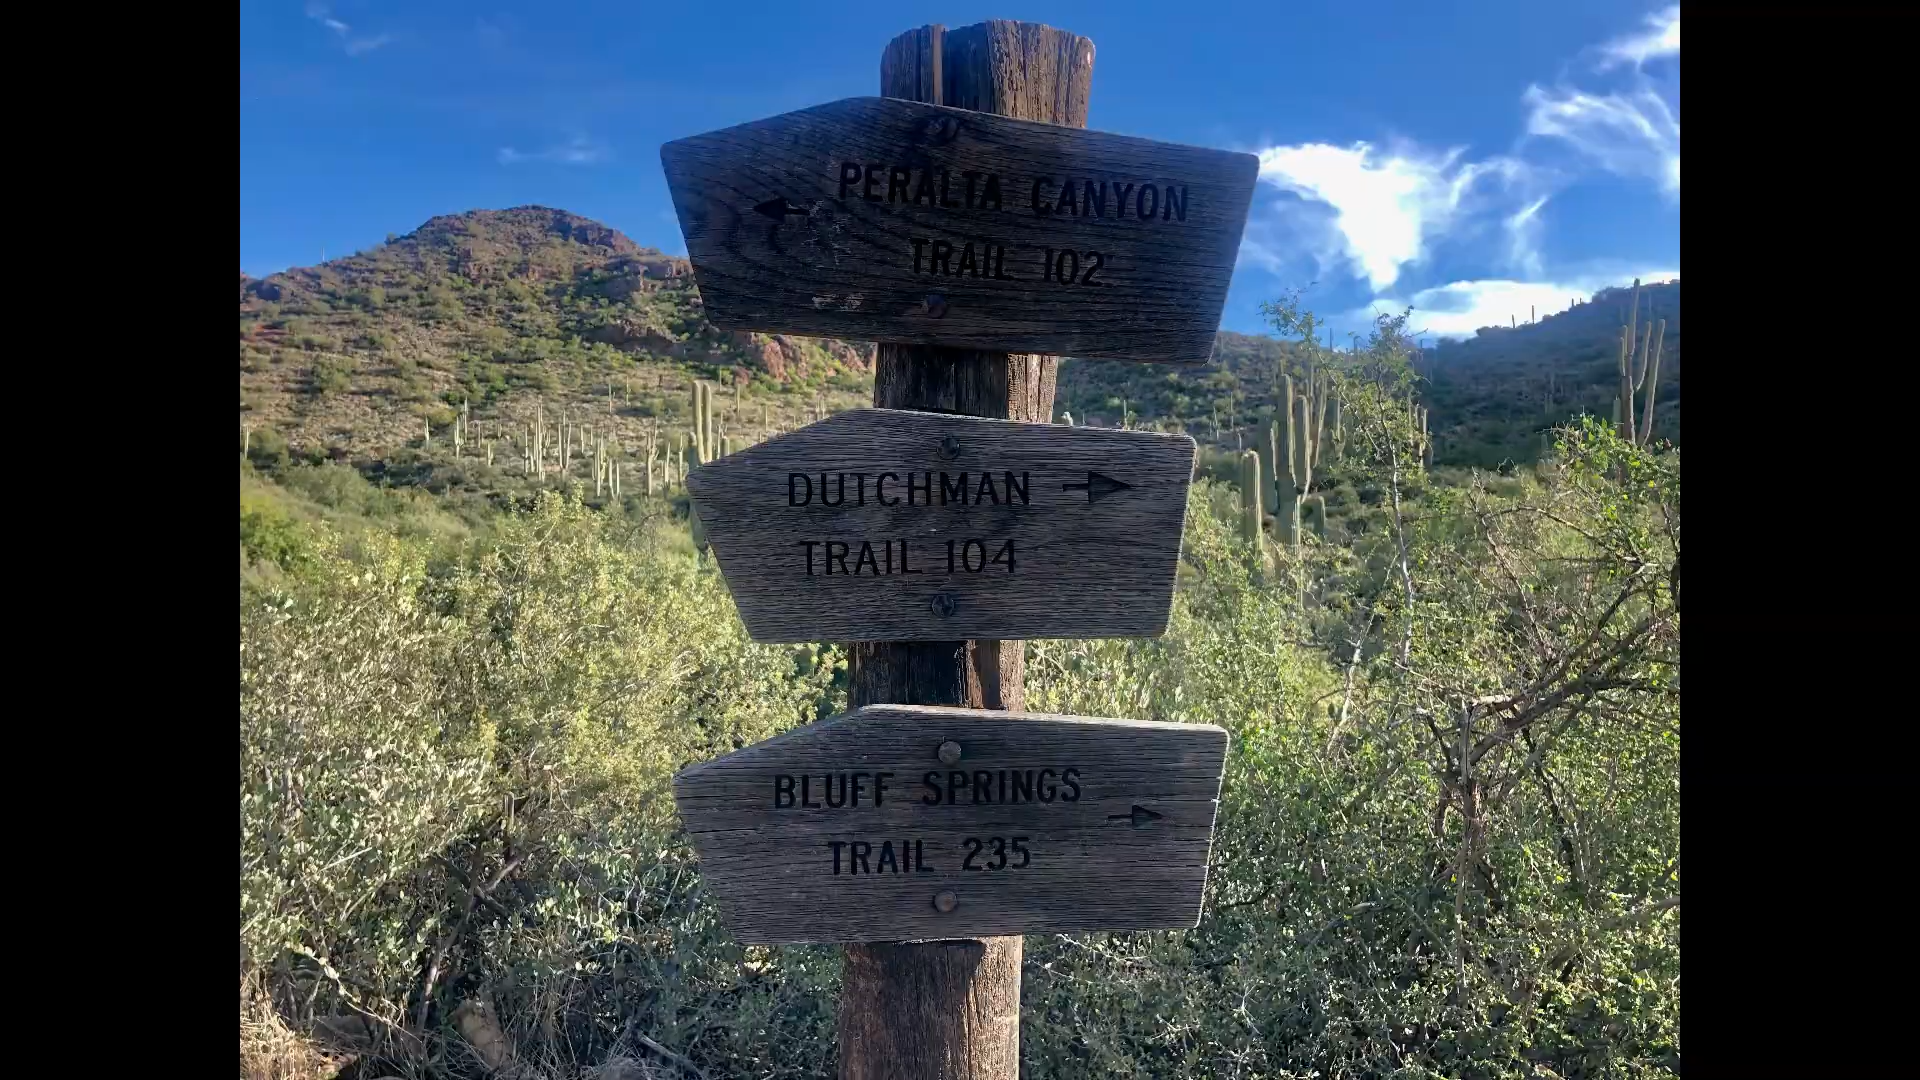 PERALTA CANYON
TRAIL 102
DUTCHMAN
TRAIL 104
BLUFF SPRINGS
TRAIL 235